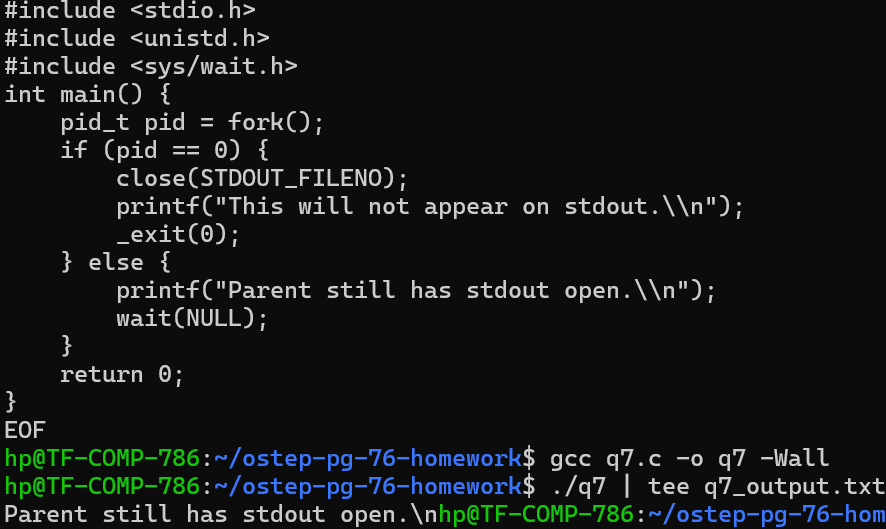 #include <stdio.h>
#include <unistd.h>
#include <sys/wait.h>
int main() {
    pid_t pid = fork();
    if (pid == 0) {
        close(STDOUT_FILENO);
        printf("This will not appear on stdout.\\n");
        _exit(0);
    } else {
        printf("Parent still has stdout open.\\n");
        wait(NULL);
    }
    return 0;
}
EOF
hp@TF-COMP-786:~/ostep-pg-76-homework$ gcc q7.c -o q7 -Wall
hp@TF-COMP-786:~/ostep-pg-76-homework$ ./q7 | tee q7_output.txt
Parent still has stdout open.\nhp@TF-COMP-786:~/ostep-pg-76-hom